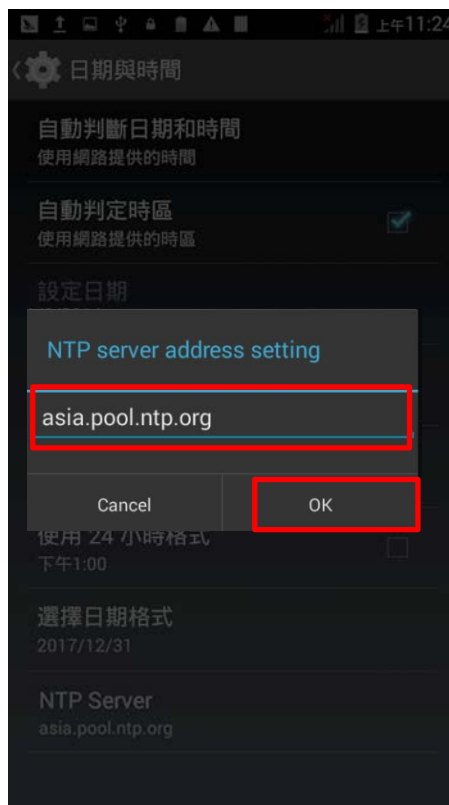 上午11:24
日期與時間
自動判斷日期和時間
使用網路提供的時間
自動判定時區
使用網路提供的時區
設定日期
NTP server address setting
asia.pool.ntp.org
Cancel
OK
使用 24 小時格式
下午1:00
選擇日期格式
2017/12/31
NTP Server
asia.pool.ntp.org